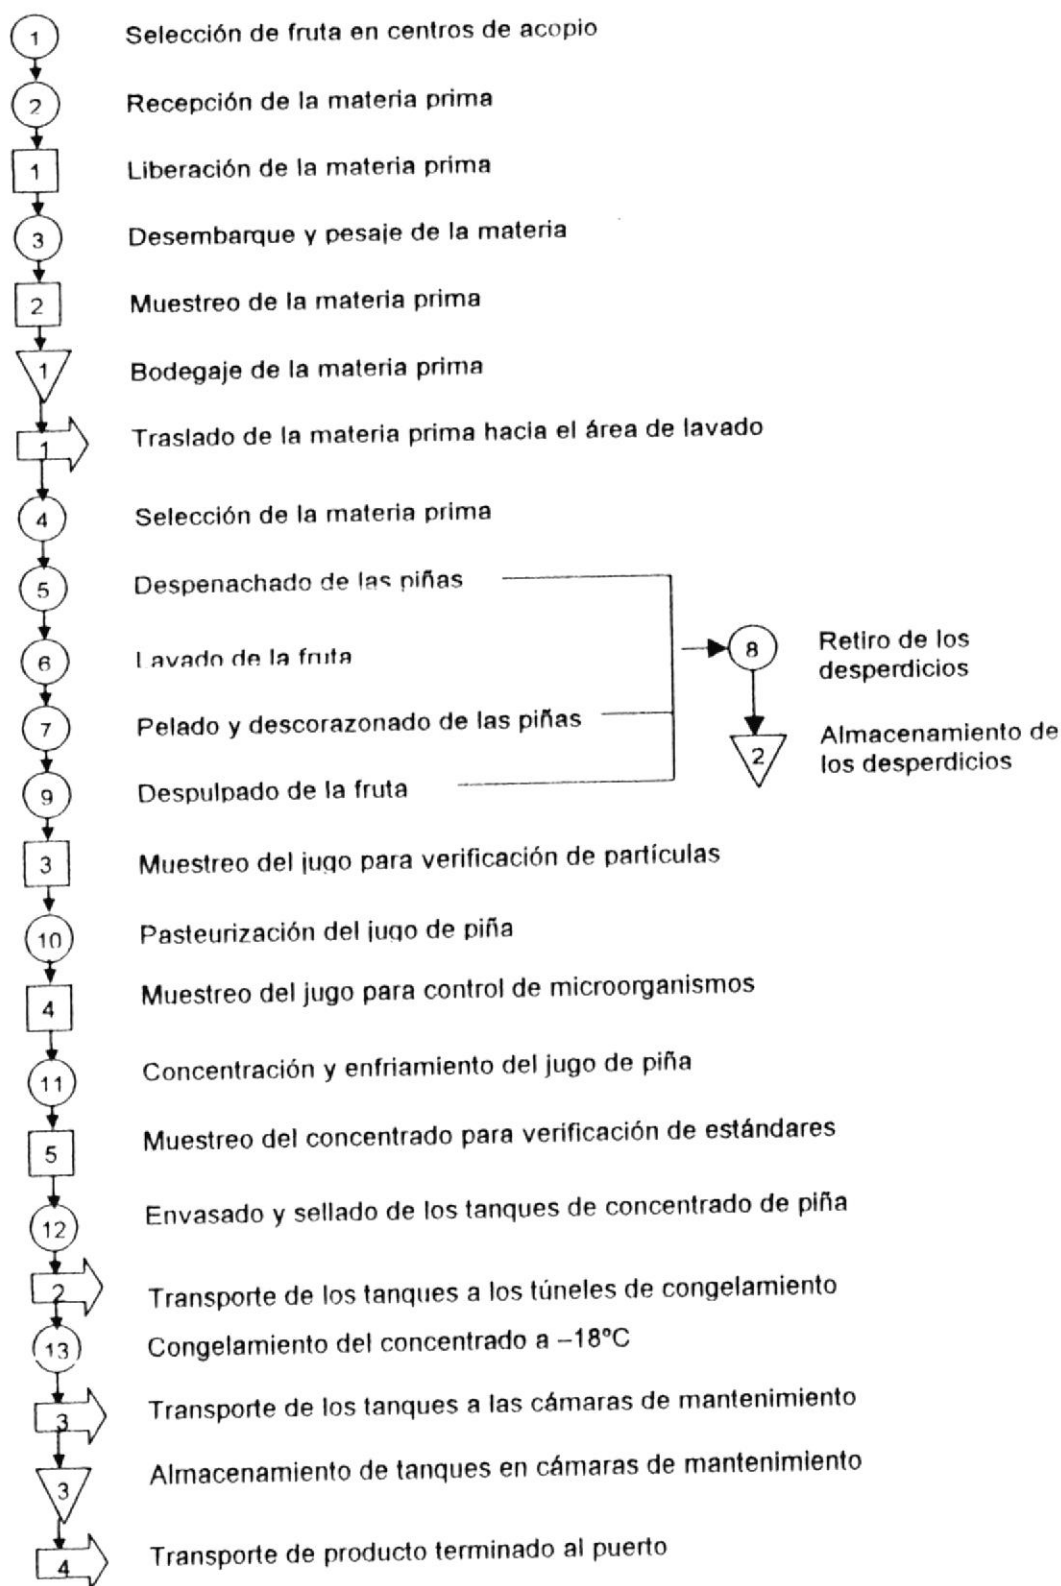 1 Selección de fruta en centros de acopio
2 Recepción de la materia prima
1 Liberación de la materia prima
3 Desembarque y pesaje de la materia
2 Muestreo de la materia prima
1 Bodegaje de la materia prima
1 Traslado de la materia prima hacia el área de lavado
4 Selección de la materia prima
5 Despenachado de las piñas
6 Lavado de la fruta
7 Pelado y descorazonado de las piñas
9 Despulpado de la fruta
8 Retiro de los
desperdicios
2 Almacenamiento de
los desperdicios
3 Muestreo del jugo para verificación de partículas
10 Pasteurización del jugo de piña
4 Muestreo del jugo para control de microorganismos
11 Concentración y enfriamiento del jugo de piña
5 Muestreo del concentrado para verificación de estándares
12 Envasado y sellado de los tanques de concentrado de piña
2 Transporte de los tanques a los túneles de congelamiento
13 Congelamiento del concentrado a –18ºC
3 Transporte de los tanques a las cámaras de mantenimiento
3 Almacenamiento de tanques en cámaras de mantenimiento
4 Transporte de producto terminado al puerto